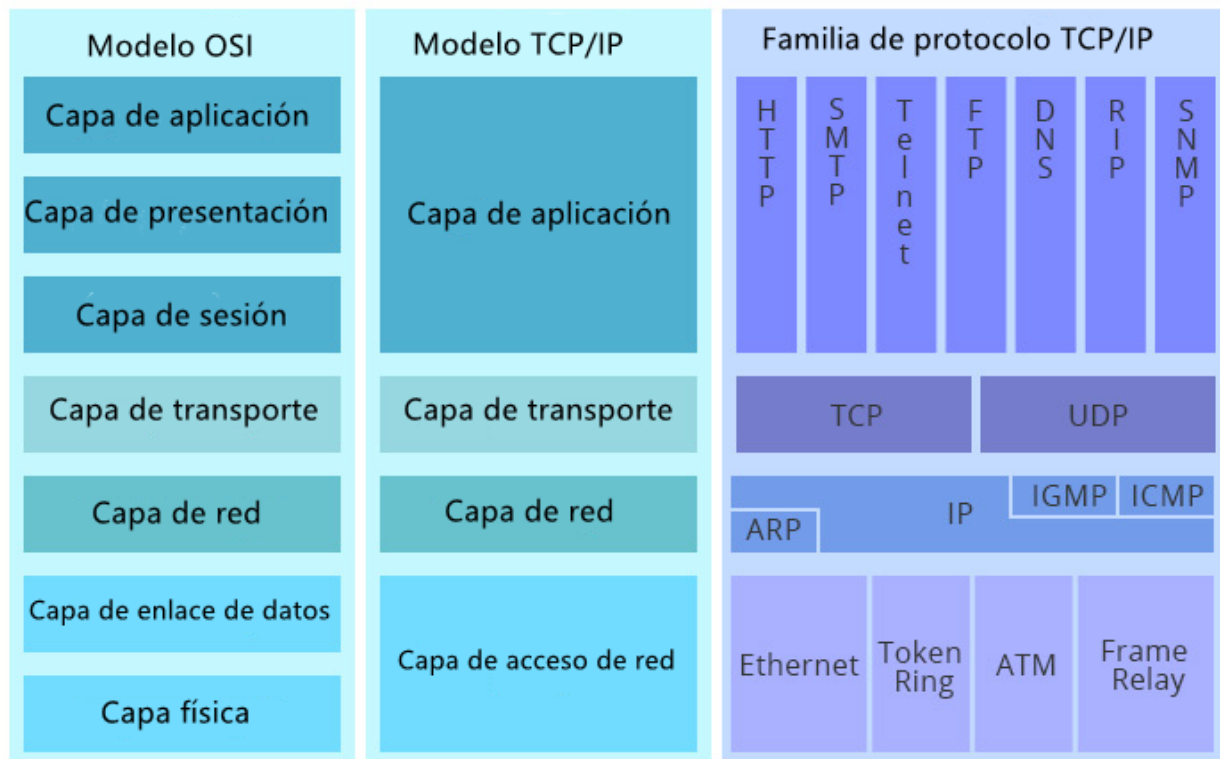 Modelo OSI
Capa de aplicación
Capa de presentación
Capa de sesión
Capa de transporte
Capa de red
Capa de enlace de datos
Capa física
Modelo TCP/IP
Capa de aplicación
Capa de transporte
Capa de red
Capa de acceso de red
Familia de protocolo TCP/IP
HTTP
SMTP
Telnet
FTP
DNS
RIP
SNMP
TCP
UDP
ARP
IP
IGMP
ICMP
Ethernet
Token
Ring
ATM
Frame
Relay